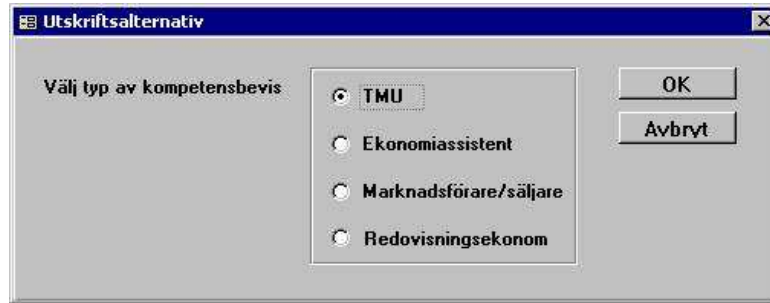 Utskriftsalternativ
Välj typ av kompetensbevis
TMU
Ekonomiassistent
Marknadsförare/säljare
Redovisningsekonom
OK
Avbryt